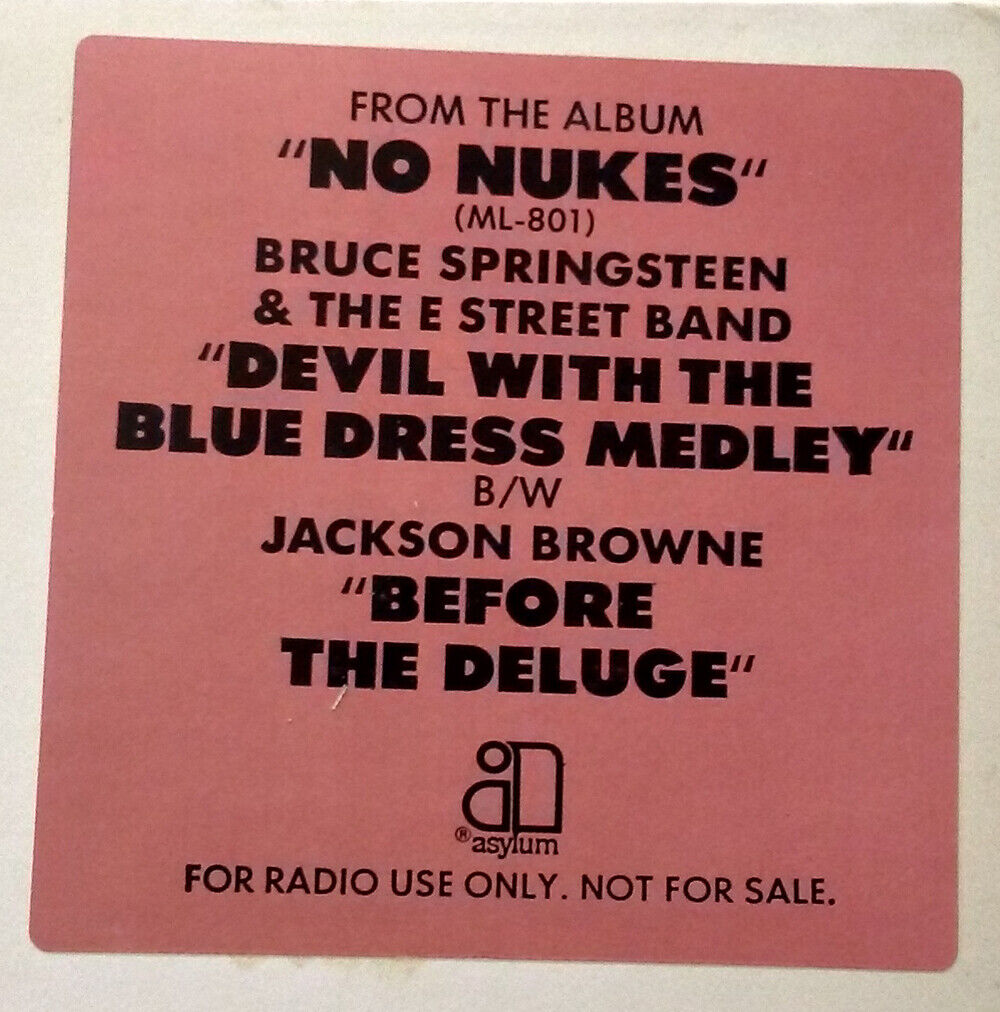 FROM THE ALBUM
"NO NUKES"
(ML-801)
BRUCE SPRINGSTEEN
& THE E STREET BAND
"DEVIL WITH THE
BLUE DRESS MEDLEY"
B/W
JACKSON BROWNE
"BEFORE
THE DELUGE"
® asylum
FOR RADIO USE ONLY. NOT FOR SALE.